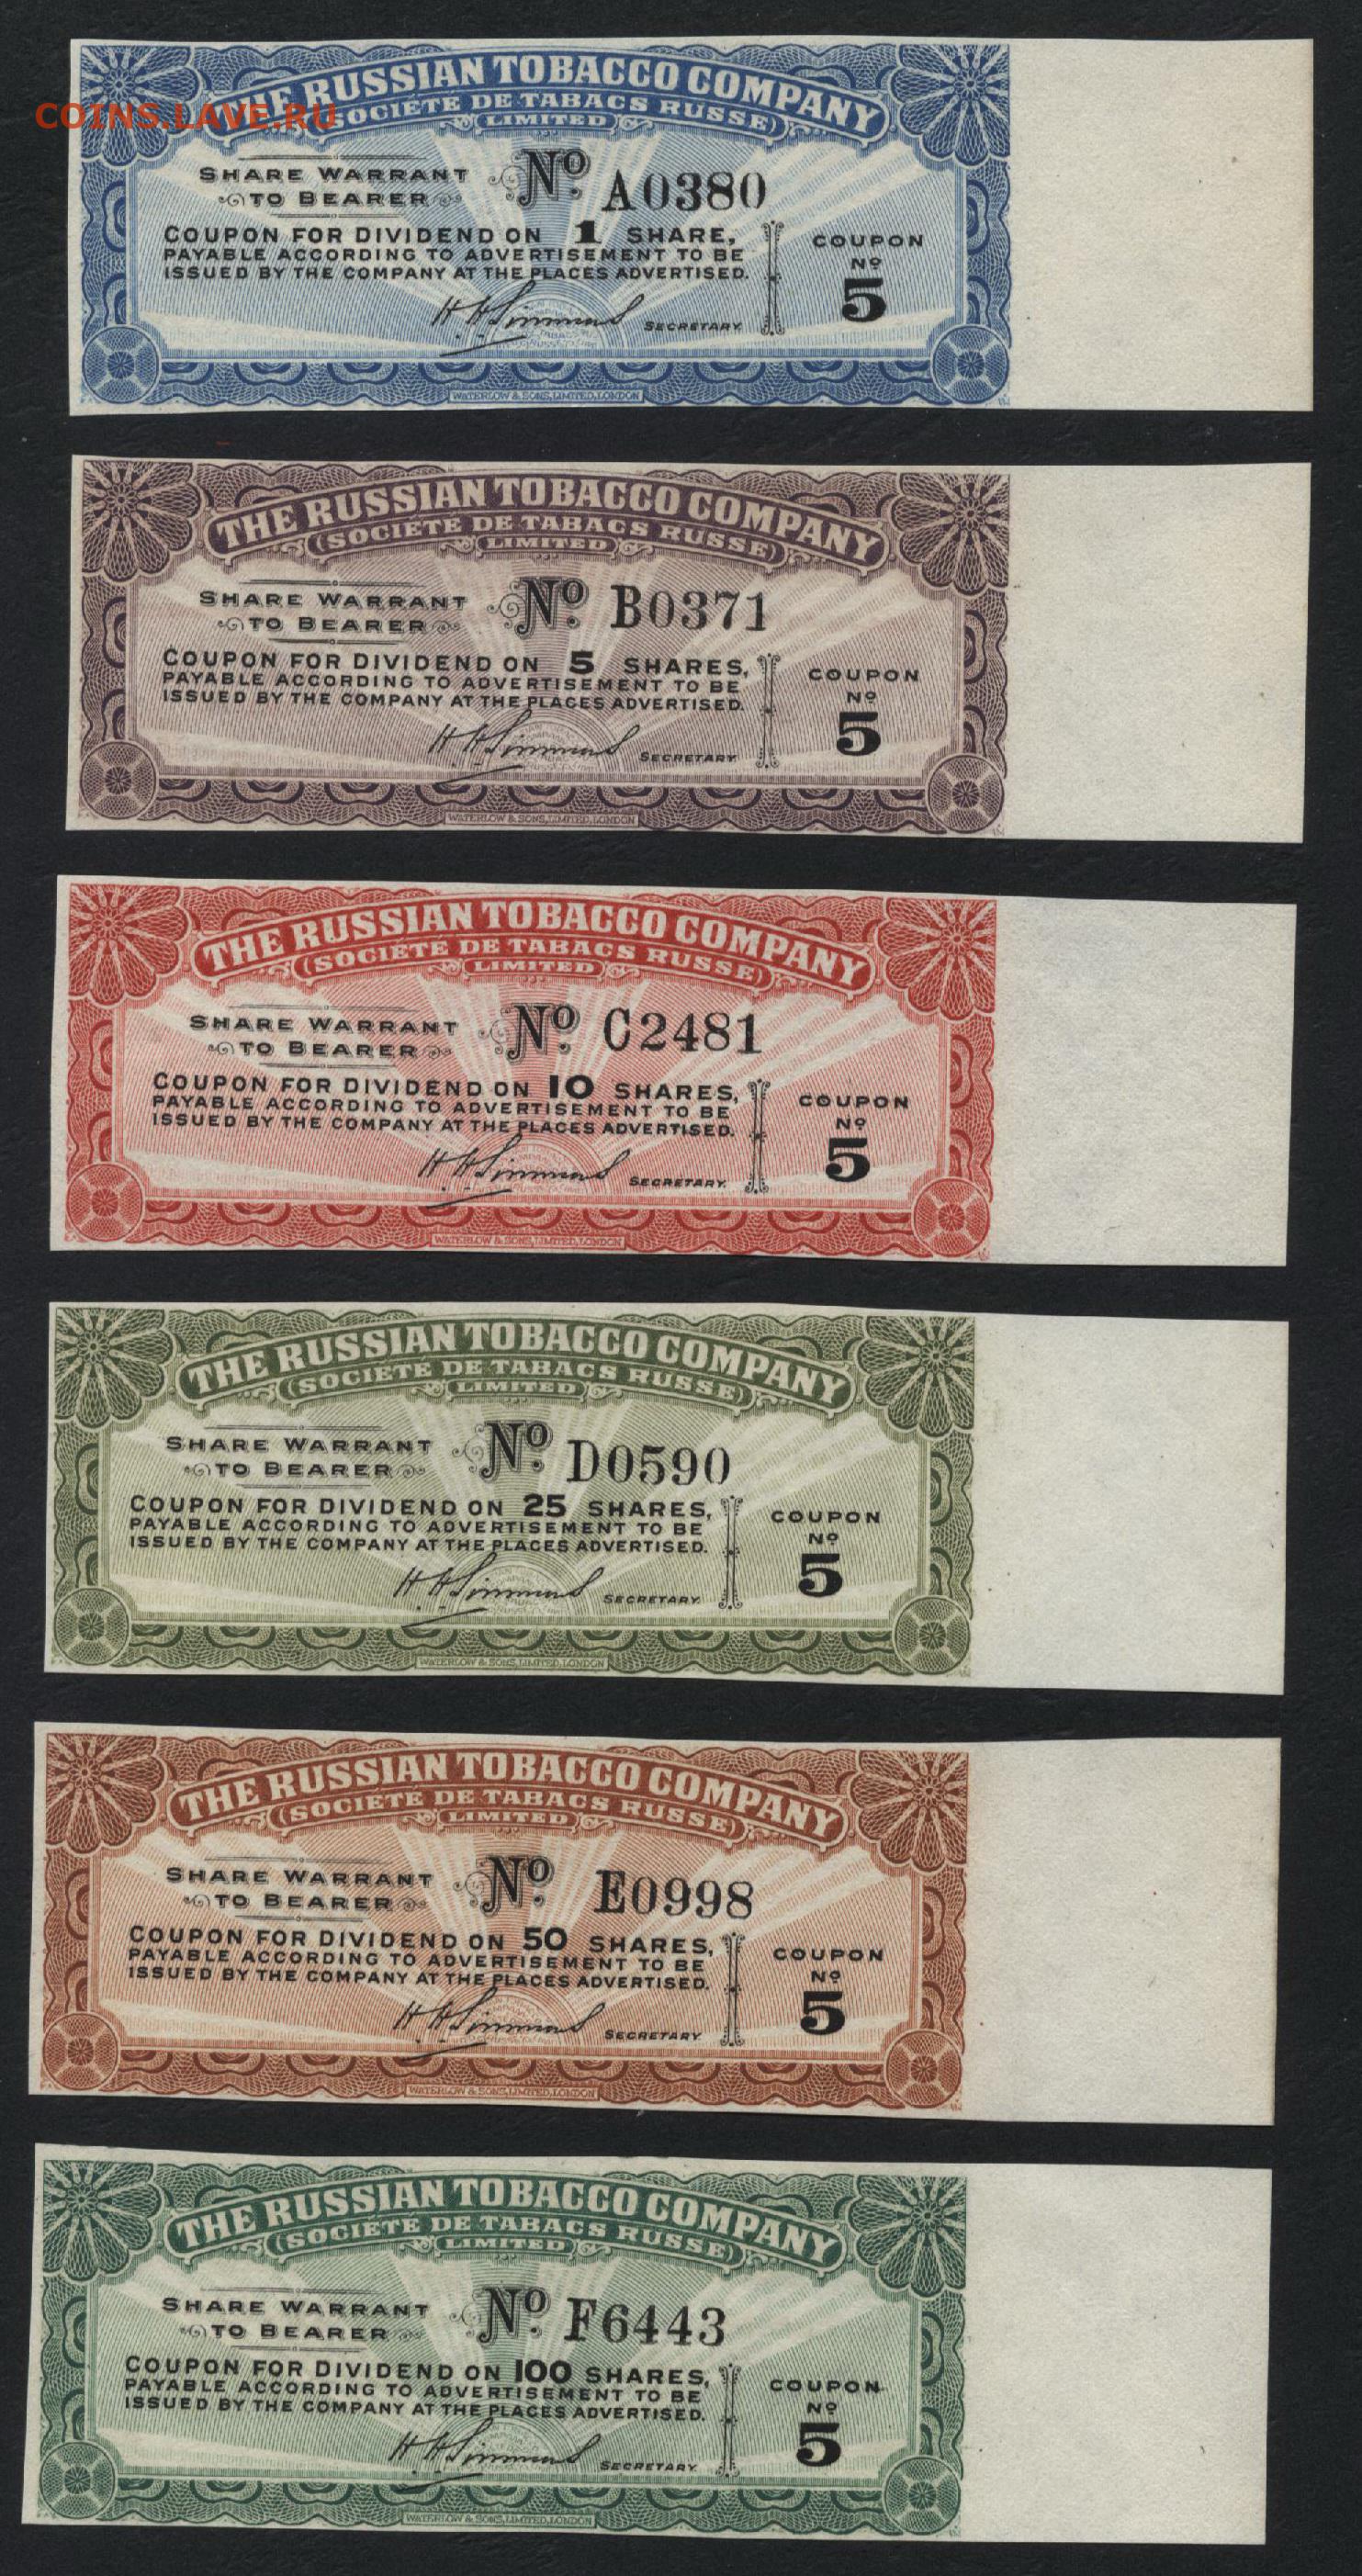 COINS.LAVE.RU
THE RUSSIAN TOBACCO COMPANY
(SOCIÉTÉ DE TABACS RUSSE)
LIMITED
SHARE WARRANT
TO BEARER
No. A0380
COUPON FOR DIVIDEND ON 1 SHARE,
PAYABLE ACCORDING TO ADVERTISEMENT TO BE
ISSUED BY THE COMPANY AT THE PLACES ADVERTISED.
H H Simmons SECRETARY.
COUPON
No
5
WATERLOW & SONS, LIMITED, LONDON
THE RUSSIAN TOBACCO COMPANY
(SOCIÉTÉ DE TABACS RUSSE)
LIMITED
SHARE WARRANT
TO BEARER
No. B0371
COUPON FOR DIVIDEND ON 5 SHARES,
PAYABLE ACCORDING TO ADVERTISEMENT TO BE
ISSUED BY THE COMPANY AT THE PLACES ADVERTISED.
H H Simmons SECRETARY.
COUPON
No
5
WATERLOW & SONS, LIMITED, LONDON
THE RUSSIAN TOBACCO COMPANY
(SOCIÉTÉ DE TABACS RUSSE)
LIMITED
SHARE WARRANT
TO BEARER
No. C2481
COUPON FOR DIVIDEND ON 10 SHARES,
PAYABLE ACCORDING TO ADVERTISEMENT TO BE
ISSUED BY THE COMPANY AT THE PLACES ADVERTISED.
H H Simmons SECRETARY.
COUPON
No
5
WATERLOW & SONS, LIMITED, LONDON
THE RUSSIAN TOBACCO COMPANY
(SOCIÉTÉ DE TABACS RUSSE)
LIMITED
SHARE WARRANT
TO BEARER
No. D0590
COUPON FOR DIVIDEND ON 25 SHARES,
PAYABLE ACCORDING TO ADVERTISEMENT TO BE
ISSUED BY THE COMPANY AT THE PLACES ADVERTISED.
H H Simmons SECRETARY.
COUPON
No
5
WATERLOW & SONS, LIMITED, LONDON
THE RUSSIAN TOBACCO COMPANY
(SOCIÉTÉ DE TABACS RUSSE)
LIMITED
SHARE WARRANT
TO BEARER
No. E0998
COUPON FOR DIVIDEND ON 50 SHARES,
PAYABLE ACCORDING TO ADVERTISEMENT TO BE
ISSUED BY THE COMPANY AT THE PLACES ADVERTISED.
H H Simmons SECRETARY.
COUPON
No
5
WATERLOW & SONS, LIMITED, LONDON
THE RUSSIAN TOBACCO COMPANY
(SOCIÉTÉ DE TABACS RUSSE)
LIMITED
SHARE WARRANT
TO BEARER
No. F6443
COUPON FOR DIVIDEND ON 100 SHARES,
PAYABLE ACCORDING TO ADVERTISEMENT TO BE
ISSUED BY THE COMPANY AT THE PLACES ADVERTISED.
H H Simmons SECRETARY.
COUPON
No
5
WATERLOW & SONS, LIMITED, LONDON